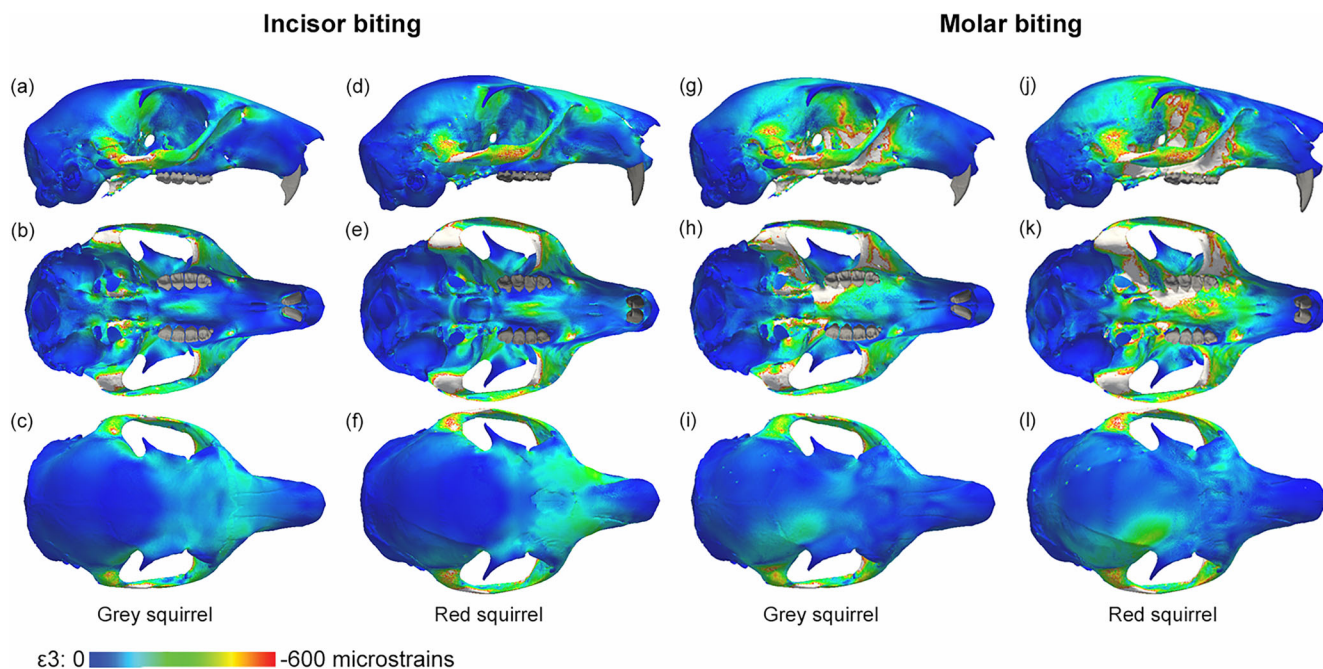 Incisor biting Molar biting
(a) (d) (g) (j)
(b) (e) (h) (k)
(c) (f) (i) (l)
Grey squirrel Red squirrel Grey squirrel Red squirrel
ε3: 0 -600 microstrains